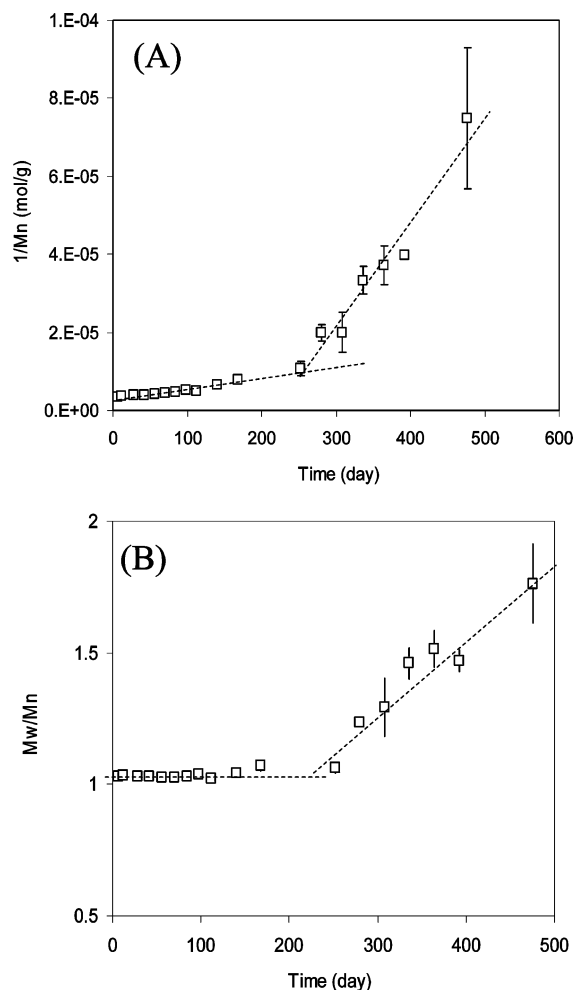 (A)
1.E-04
8.E-05
6.E-05
4.E-05
2.E-05
0.E+00
1/Mn (mol/g)
0 100 200 300 400 500 600
Time (day)
(B)
2
1.5
1
0.5
Mw/Mn
0 100 200 300 400 500
Time (day)